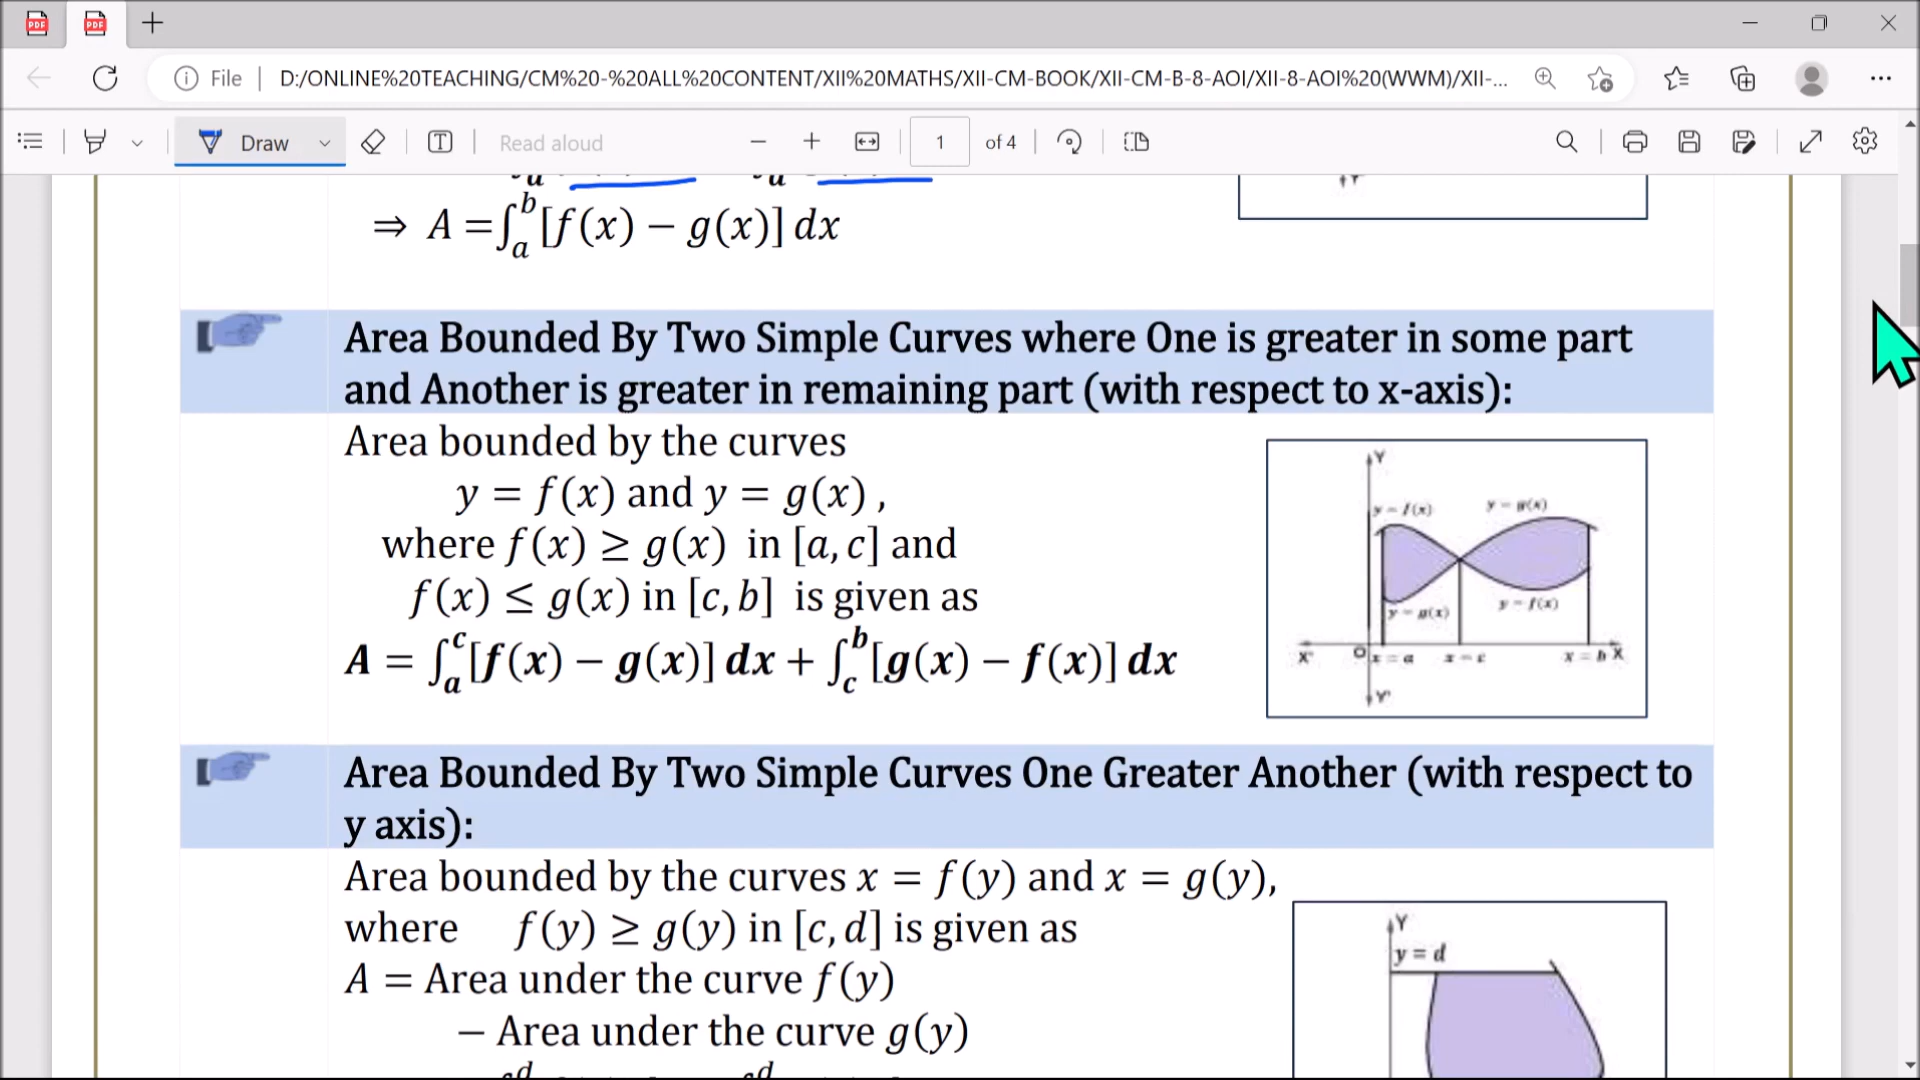 PDF
PDF
File
D:/ONLINE%20TEACHING/CM%20-%20ALL%20CONTENT/XII%20MATHS/XII-CM-BOOK/XII-CM-B-8-AOI/XII-8-AOI%20(WWM)/XII-...
Draw
T
Read aloud
1
of 4
a
a
⇒ A =∫ₐᵇ[f(x) − g(x)] dx
Area Bounded By Two Simple Curves where One is greater in some part
and Another is greater in remaining part (with respect to x-axis):
Area bounded by the curves
y = f(x) and y = g(x) ,
where f(x) ≥ g(x) in [a, c] and
f(x) ≤ g(x) in [c, b] is given as
A = ∫ₐᶜ[f(x) − g(x)] dx + ∫_c^b[g(x) − f(x)] dx
Y
y = f(x)
y = g(x)
y = g(x)
y = f(x)
X'
O
x = a
x = c
x = b
X
Y'
Area Bounded By Two Simple Curves One Greater Another (with respect to
y axis):
Area bounded by the curves x = f(y) and x = g(y),
where f(y) ≥ g(y) in [c, d] is given as
A = Area under the curve f(y)
− Area under the curve g(y)
d
d
Y
y = d